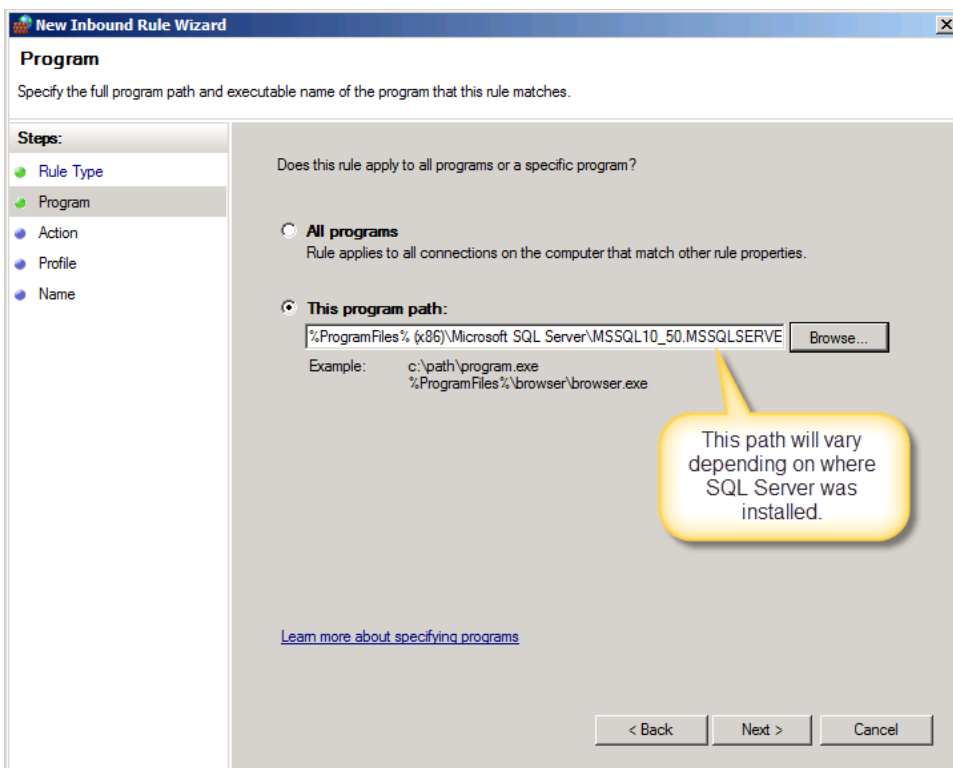 New Inbound Rule Wizard
Program
Specify the full program path and executable name of the program that this rule matches.
Steps:
Rule Type
Program
Action
Profile
Name
Does this rule apply to all programs or a specific program?
All programs
Rule applies to all connections on the computer that match other rule properties.
This program path:
%ProgramFiles% (x86)\Microsoft SQL Server\MSSQL10_50.MSSQLSERVE
Browse...
Example: c:\path\program.exe
%ProgramFiles%\browser\browser.exe
This path will vary
depending on where
SQL Server was
installed.
Learn more about specifying programs
< Back
Next >
Cancel